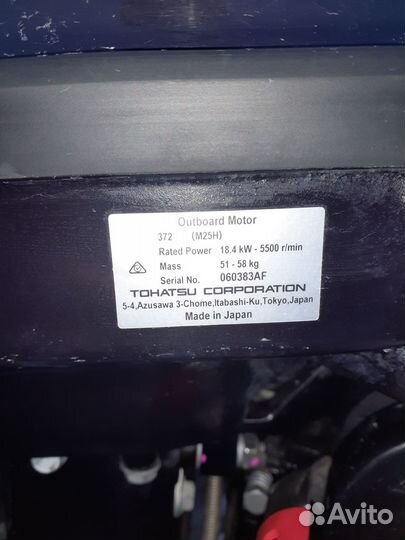 Outboard Motor
372 (M25H)
Rated Power 18.4 kW - 5500 r/min
Mass 51 - 58 kg
Serial No. 060383AF
TOHATSU CORPORATION
5-4,Azusawa 3-Chome,Itabashi-Ku,Tokyo,Japan
Made in Japan
Avito